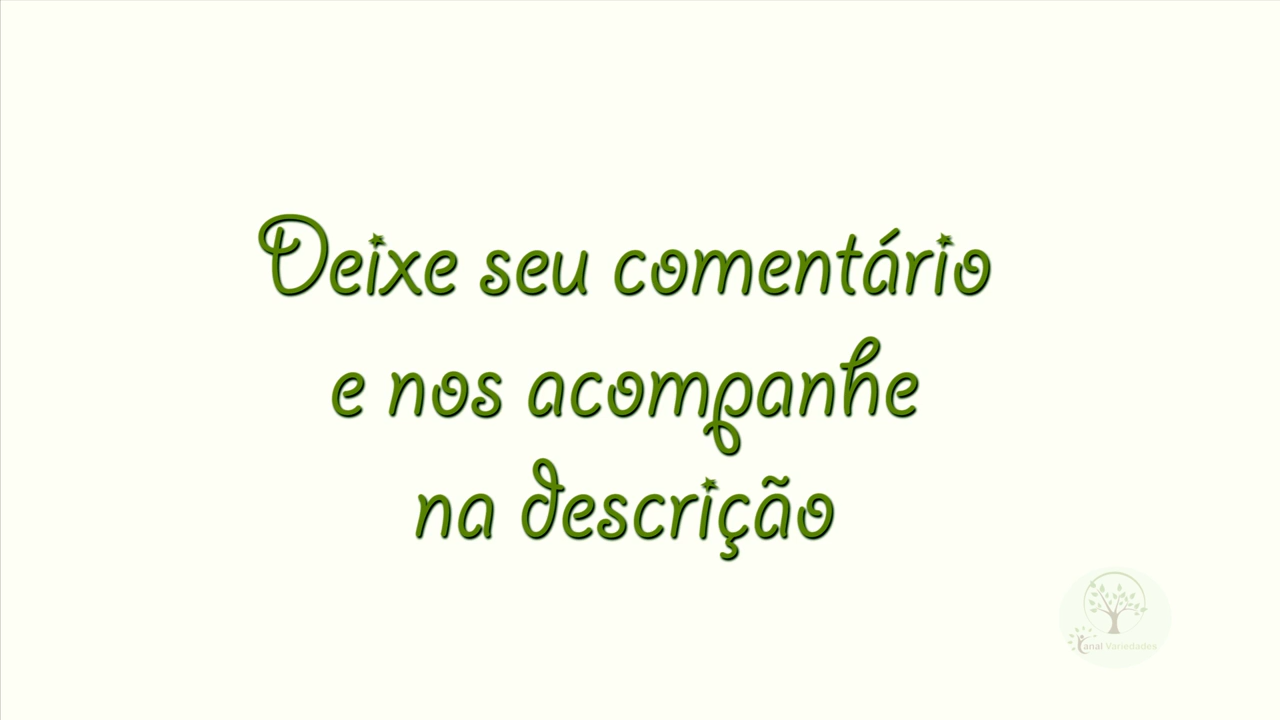 Deixe seu comentário
e nos acompanhe
na descrição
Canal Variedades